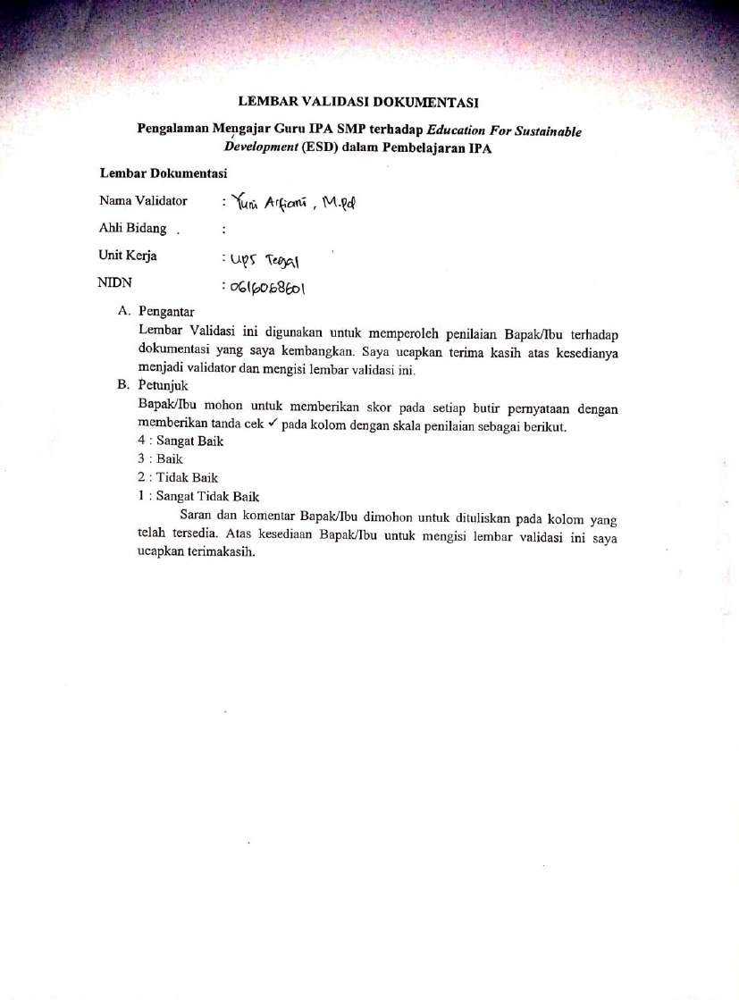 LEMBAR VALIDASI DOKUMENTASI
Pengalaman Mengajar Guru IPA SMP terhadap Education For Sustainable
Development (ESD) dalam Pembelajaran IPA
Lembar Dokumentasi
Nama Validator : Yuni Arfiani, M.Pd
Ahli Bidang :
Unit Kerja : UPS Tegal
NIDN : 0616068601
A. Pengantar
Lembar Validasi ini digunakan untuk memperoleh penilaian Bapak/Ibu terhadap
dokumentasi yang saya kembangkan. Saya ucapkan terima kasih atas kesedianya
menjadi validator dan mengisi lembar validasi ini.
B. Petunjuk
Bapak/Ibu mohon untuk memberikan skor pada setiap butir pernyataan dengan
memberikan tanda cek ✓ pada kolom dengan skala penilaian sebagai berikut.
4 : Sangat Baik
3 : Baik
2 : Tidak Baik
1 : Sangat Tidak Baik
Saran dan komentar Bapak/Ibu dimohon untuk dituliskan pada kolom yang
telah tersedia. Atas kesediaan Bapak/Ibu untuk mengisi lembar validasi ini saya
ucapkan terimakasih.